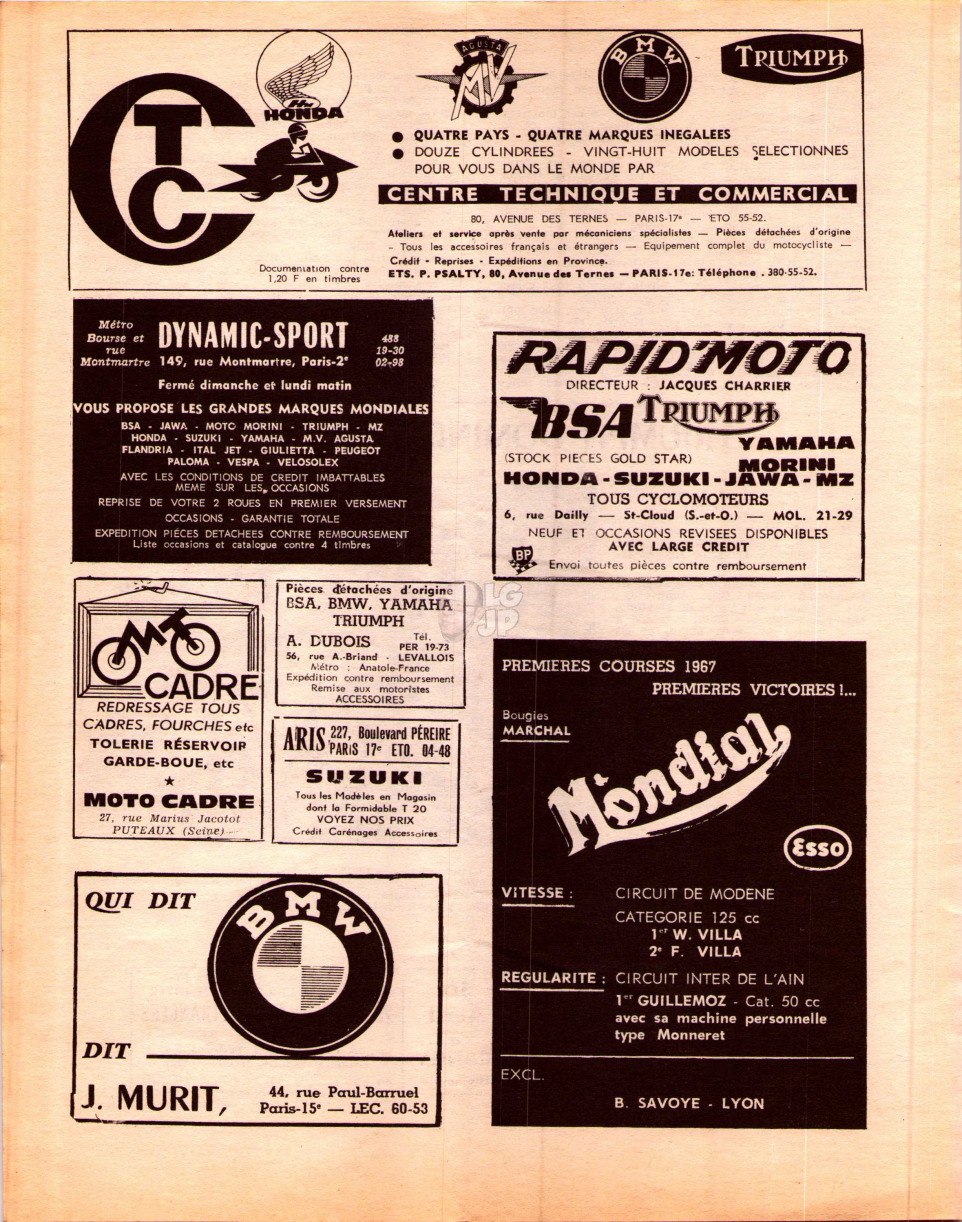 CTC
HONDA
AGUSTA
MV
BMW
TRIUMPH
● QUATRE PAYS - QUATRE MARQUES INEGALEES
● DOUZE CYLINDREES - VINGT-HUIT MODELES SELECTIONNES
POUR VOUS DANS LE MONDE PAR
CENTRE TECHNIQUE ET COMMERCIAL
80, AVENUE DES TERNES — PARIS-17e — ETO 55-52.
Ateliers et service après vente par mécaniciens spécialistes — Pièces détachées d'origine
- Tous les accessoires français et étrangers — Equipement complet du motocycliste —
Crédit - Reprises - Expéditions en Province.
ETS. P. PSALTY, 80, Avenue des Ternes — PARIS-17e: Téléphone . 380-55-52.
Documentation contre
1,20 F en timbres
Métro
Bourse et
rue
Montmartre
DYNAMIC-SPORT
149, rue Montmartre, Paris-2e
488
19-30
02-98
Fermé dimanche et lundi matin
VOUS PROPOSE LES GRANDES MARQUES MONDIALES
BSA - JAWA - MOTO MORINI - TRIUMPH - MZ
HONDA - SUZUKI - YAMAHA - M.V. AGUSTA
FLANDRIA - ITAL JET - GIULIETTA - PEUGEOT
PALOMA - VESPA - VELOSOLEX
AVEC LES CONDITIONS DE CREDIT IMBATTABLES
MEME SUR LES OCCASIONS
REPRISE DE VOTRE 2 ROUES EN PREMIER VERSEMENT
OCCASIONS - GARANTIE TOTALE
EXPEDITION PIÈCES DETACHEES CONTRE REMBOURSEMENT
Liste occasions et catalogue contre 4 timbres
RAPID'MOTO
DIRECTEUR : JACQUES CHARRIER
BSA TRIUMPH
YAMAHA
(STOCK PIECES GOLD STAR) MORINI
HONDA - SUZUKI - JAWA - MZ
TOUS CYCLOMOTEURS
6, rue Dailly — St-Cloud (S.-et-O.) — MOL. 21-29
NEUF ET OCCASIONS REVISEES DISPONIBLES
AVEC LARGE CREDIT
BP
Envoi toutes pièces contre remboursement
MOTO
CADRE
REDRESSAGE TOUS
CADRES, FOURCHES etc
TOLERIE RÉSERVOIR
GARDE-BOUE, etc
★
MOTO CADRE
27, rue Marius Jacotot
PUTEAUX (Seine)
Pièces détachées d'origine
BSA, BMW, YAMAHA
TRIUMPH
A. DUBOIS
Tél.
PER 19-73
56, rue A.-Briand - LEVALLOIS
Métro : Anatole-France
Expédition contre remboursement
Remise aux motoristes
ACCESSOIRES
LG
JP
ARIS 227, Boulevard PÉREIRE
PARIS 17e ETO. 04-48
SUZUKI
Tous les Modèles en Magasin
dont la Formidable T 20
VOYEZ NOS PRIX
Crédit Carénages Accessoires
PREMIERES COURSES 1967
PREMIERES VICTOIRES !...
Bougies
MARCHAL
Mondial
Esso
VITESSE : CIRCUIT DE MODENE
CATEGORIE 125 cc
1er W. VILLA
2e F. VILLA
REGULARITE : CIRCUIT INTER DE L'AIN
1er GUILLEMOZ - Cat. 50 cc
avec sa machine personnelle
type Monneret
EXCL.
B. SAVOYE - LYON
QUI DIT
BMW
DIT
J. MURIT,
44, rue Paul-Barruel
Paris-15e — LEC. 60-53